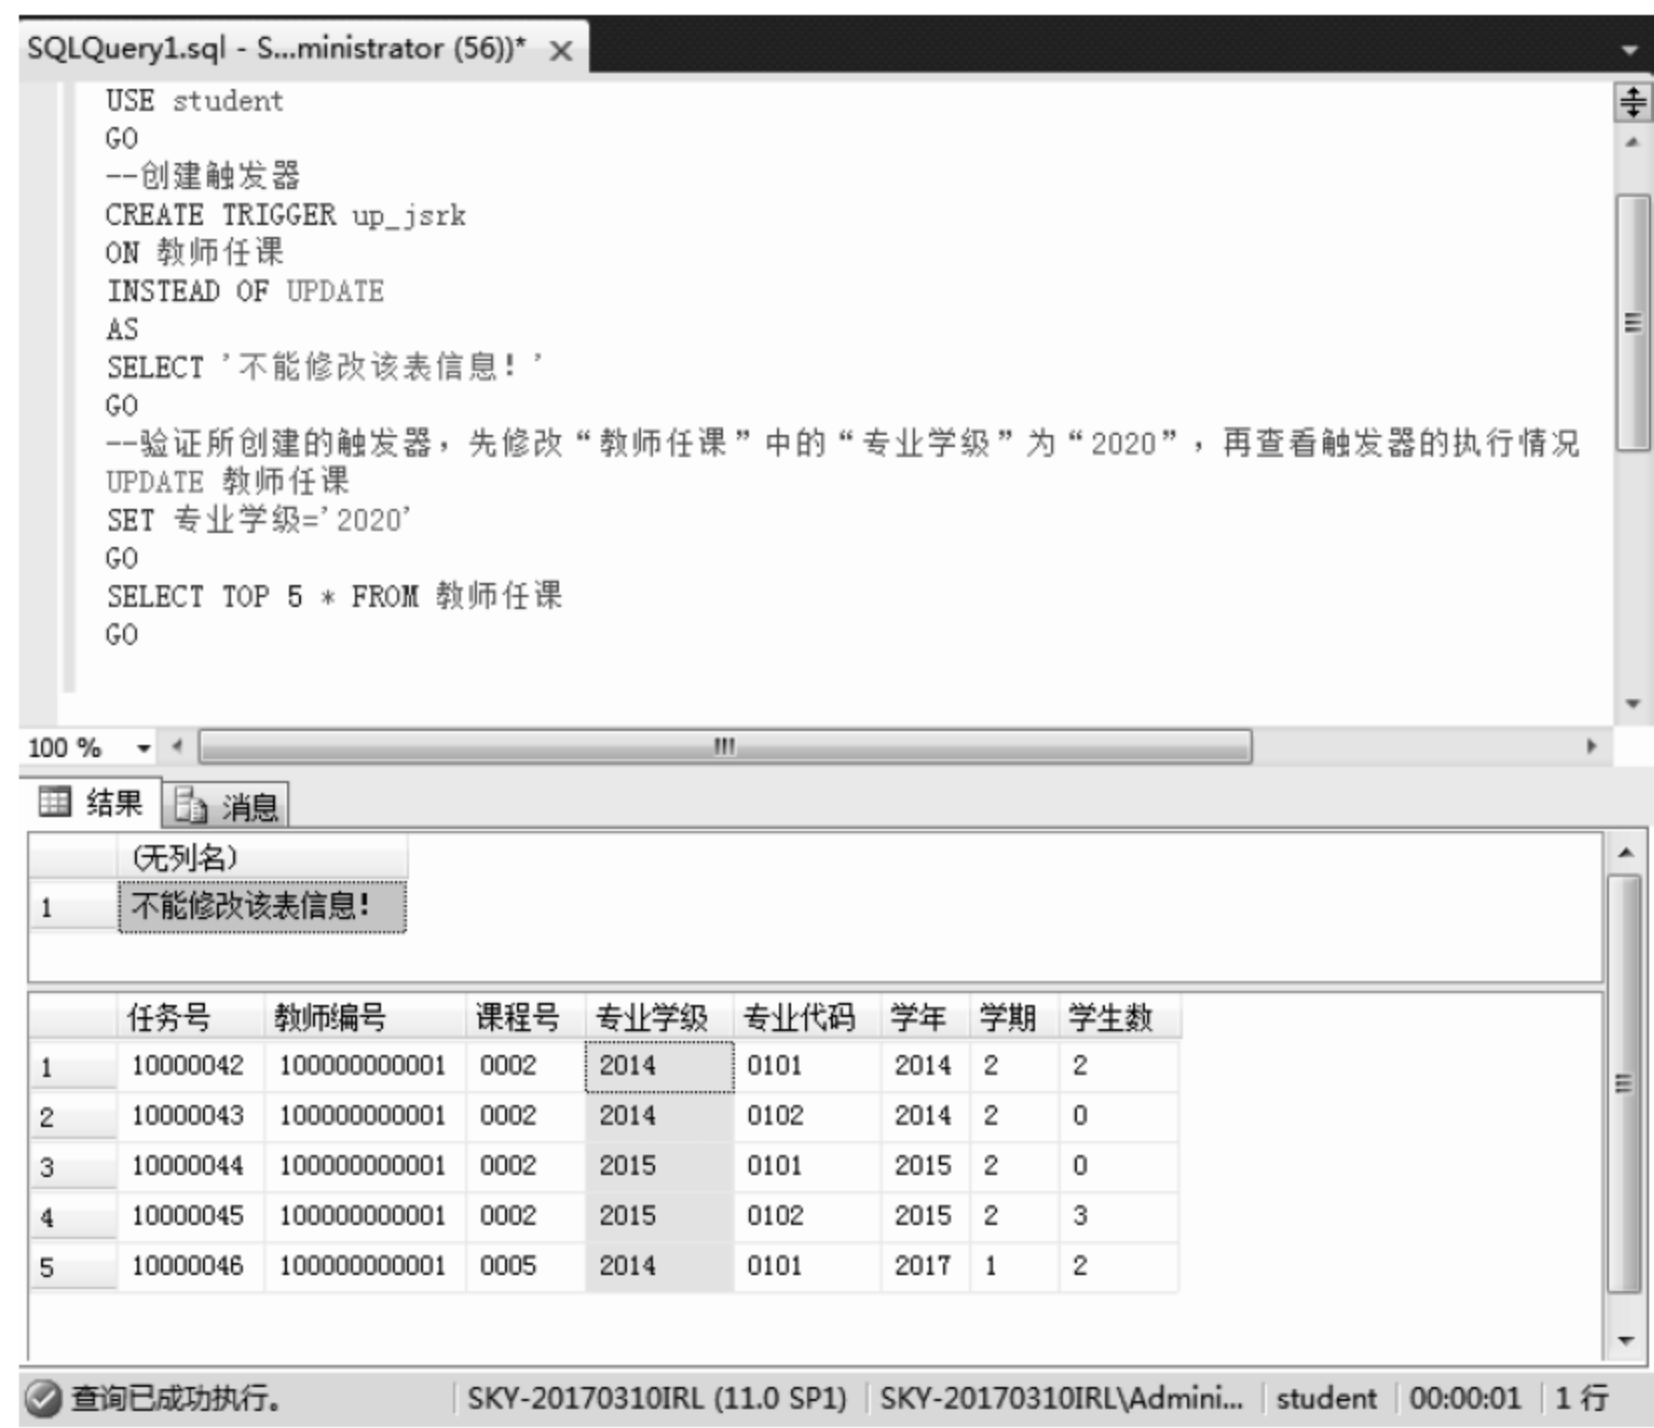 SQLQuery1.sql - S...ministrator (56))*
USE student
GO
--创建触发器
CREATE TRIGGER up_jsrk
ON 教师任课
INSTEAD OF UPDATE
AS
SELECT '不能修改该表信息！'
GO
--验证所创建的触发器，先修改“教师任课”中的“专业学级”为“2020”，再查看触发器的执行情况
UPDATE 教师任课
SET 专业学级='2020'
GO
SELECT TOP 5 * FROM 教师任课
GO
100 %
结果 消息
(无列名)
1 不能修改该表信息！
任务号 教师编号 课程号 专业学级 专业代码 学年 学期 学生数
1 10000042 100000000001 0002 2014 0101 2014 2 2
2 10000043 100000000001 0002 2014 0102 2014 2 0
3 10000044 100000000001 0002 2015 0101 2015 2 0
4 10000045 100000000001 0002 2015 0102 2015 2 3
5 10000046 100000000001 0005 2014 0101 2017 1 2
查询已成功执行。 SKY-20170310IRL (11.0 SP1) SKY-20170310IRL\Admini... student 00:00:01 1 行